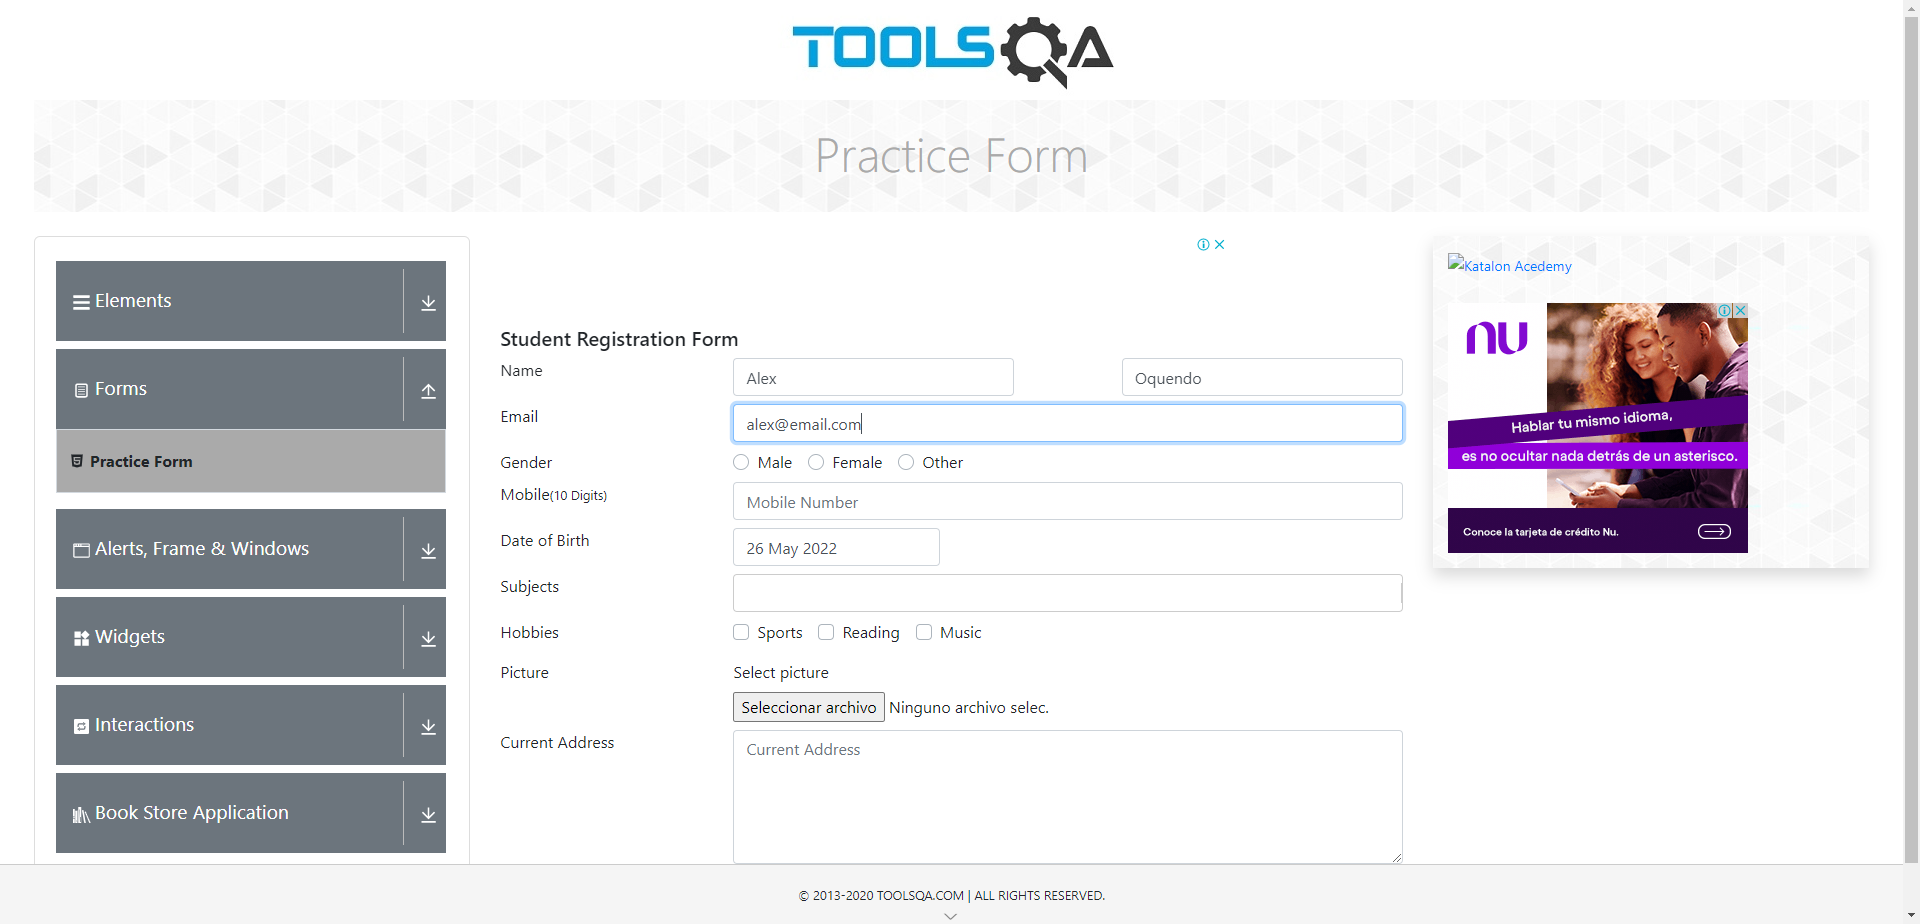 TOOLSQA
Practice Form
Elements
Forms
Practice Form
Alerts, Frame & Windows
Widgets
Interactions
Book Store Application
Student Registration Form
Name
Alex
Oquendo
Email
alex@email.com
Gender
Male
Female
Other
Mobile(10 Digits)
Mobile Number
Date of Birth
26 May 2022
Subjects
Hobbies
Sports
Reading
Music
Picture
Select picture
Seleccionar archivo
Ninguno archivo selec.
Current Address
Current Address
Katalon Acedemy
nu
Hablar tu mismo idioma,
es no ocultar nada detrás de un asterisco.
Conoce la tarjeta de crédito Nu.
© 2013-2020 TOOLSQA.COM | ALL RIGHTS RESERVED.